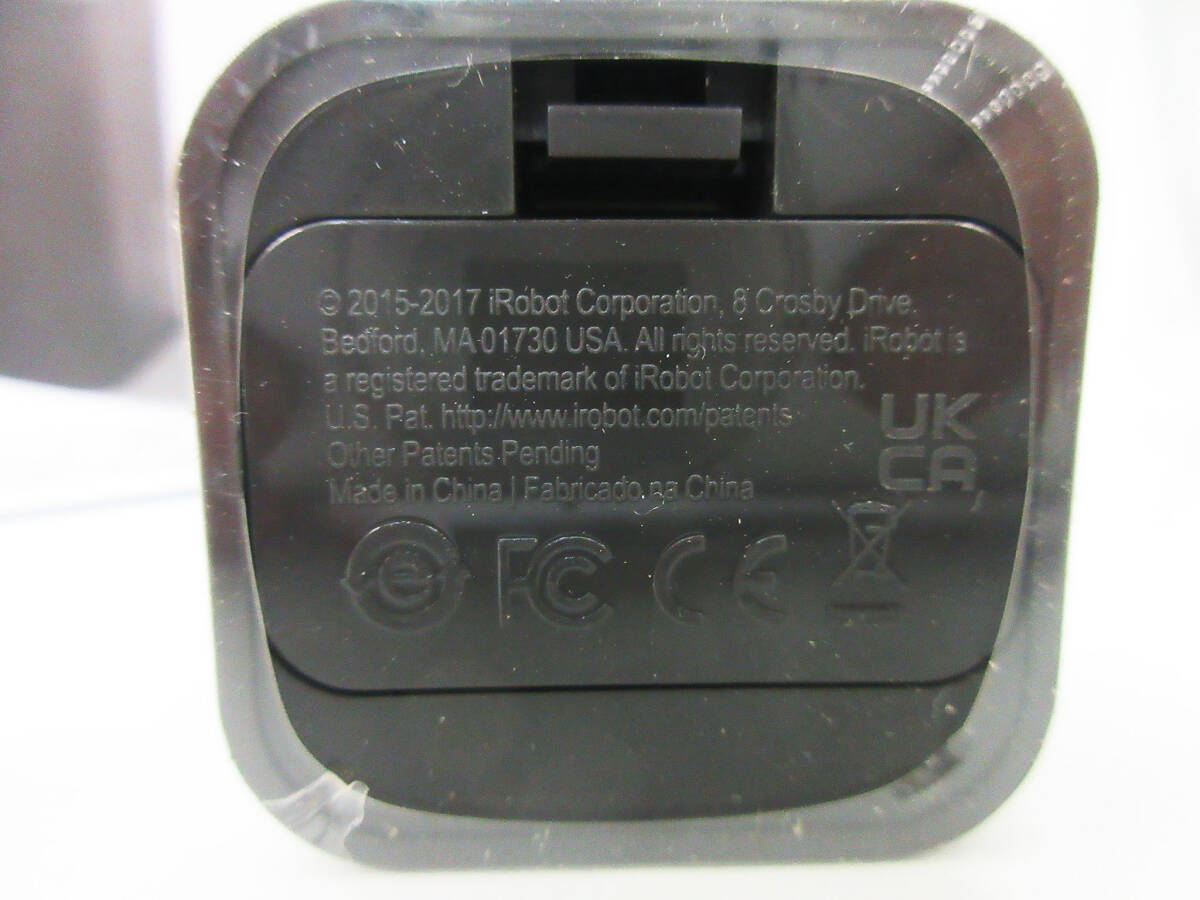 © 2015-2017 iRobot Corporation, 8 Crosby Drive.
Bedford, MA 01730 USA. All rights reserved. iRobot is
a registered trademark of iRobot Corporation.
U.S. Pat. http://www.irobot.com/patents
Other Patents Pending
Made in China | Fabricado na China
UK
CA
FC CE